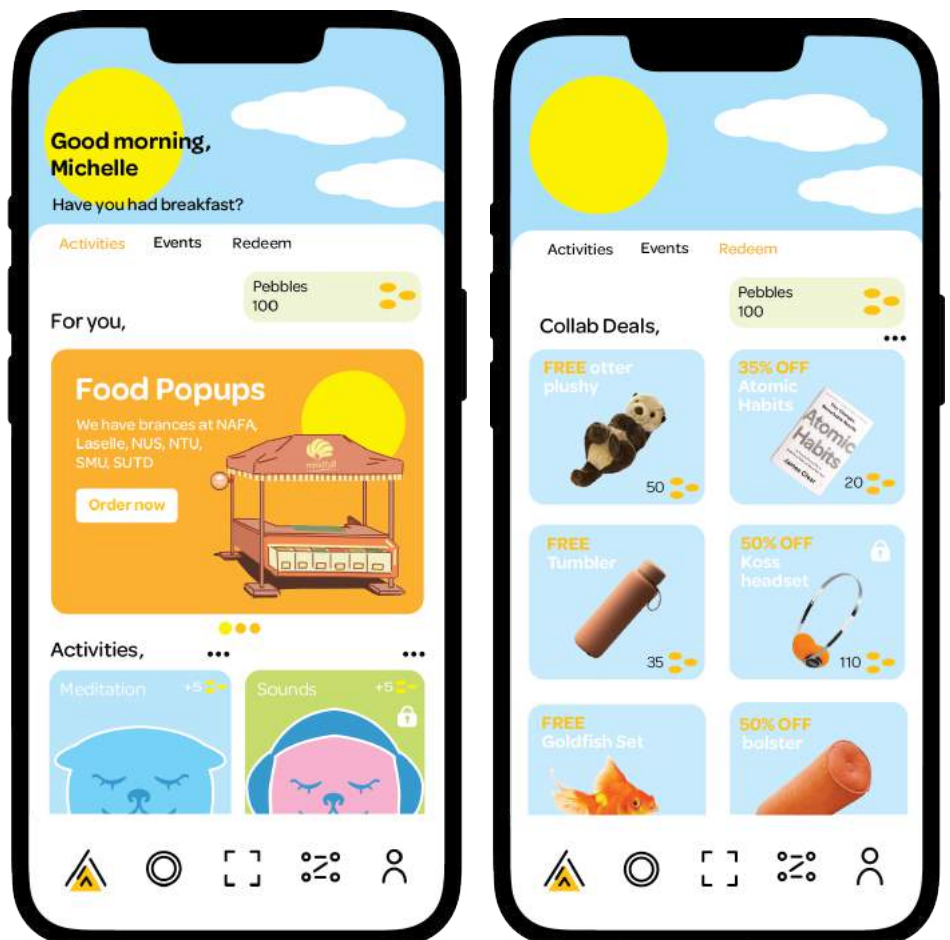 Good morning,
Michelle
Have you had breakfast?
Activities Events Redeem
Pebbles
100
For you,
Food Popups
We have brances at NAFA,
Laselle, NUS, NTU,
SMU, SUTD
Order now
mindful
Activities,
Meditation +5
Sounds +5
Activities Events Redeem
Pebbles
100
Collab Deals,
FREE otter
plushy
50
35% OFF
Atomic
Habits
Atomic
Habits
James Clear
20
FREE
Tumbler
35
50% OFF
Koss
headset
110
FREE
Goldfish Set
50% OFF
bolster